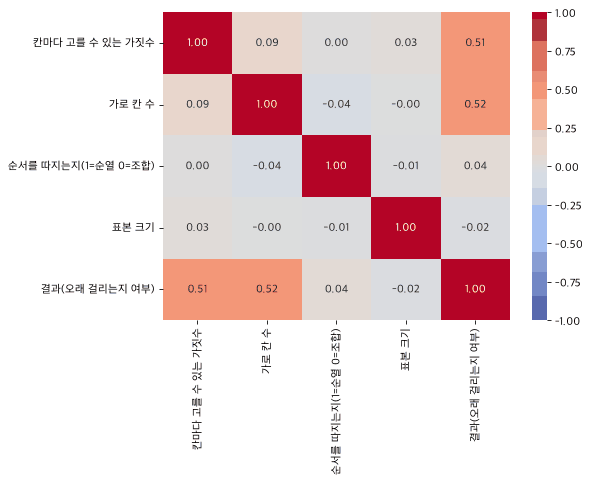 칸마다 고를 수 있는 가짓수 1.00 0.09 0.00 0.03 0.51
가로 칸 수 0.09 1.00 -0.04 -0.00 0.52
순서를 따지는지(1=순열 0=조합) 0.00 -0.04 1.00 -0.01 0.04
표본 크기 0.03 -0.00 -0.01 1.00 -0.02
결과(오래 걸리는지 여부) 0.51 0.52 0.04 -0.02 1.00
칸마다 고를 수 있는 가짓수
가로 칸 수
순서를 따지는지(1=순열 0=조합)
표본 크기
결과(오래 걸리는지 여부)
1.00
0.75
0.50
0.25
0.00
-0.25
-0.50
-0.75
-1.00